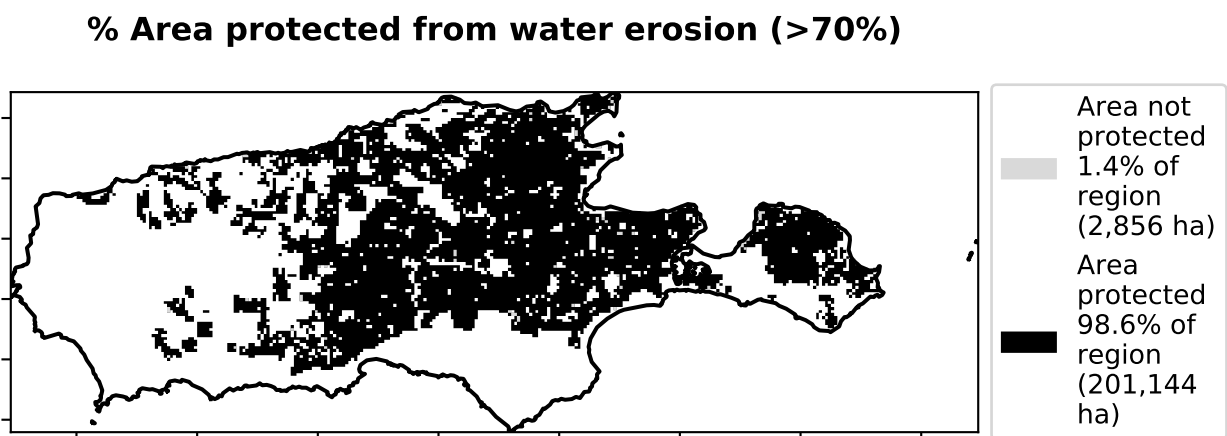 % Area protected from water erosion (>70%)
Area not
protected
1.4% of
region
(2,856 ha)
Area
protected
98.6% of
region
(201,144
ha)